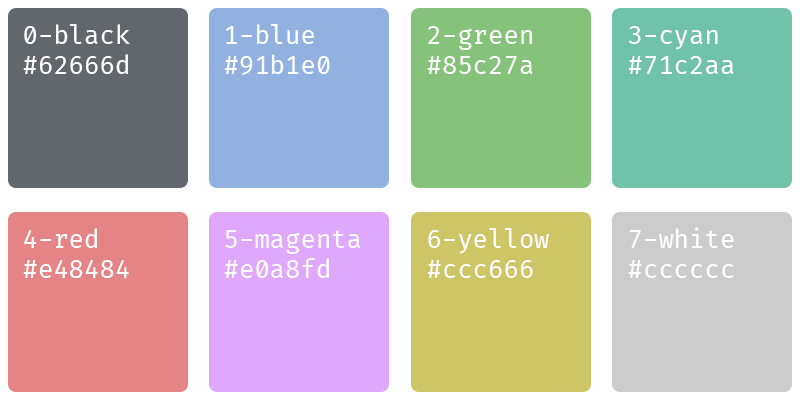 0-black
#62666d
1-blue
#91b1e0
2-green
#85c27a
3-cyan
#71c2aa
4-red
#e48484
5-magenta
#e0a8fd
6-yellow
#ccc666
7-white
#cccccc